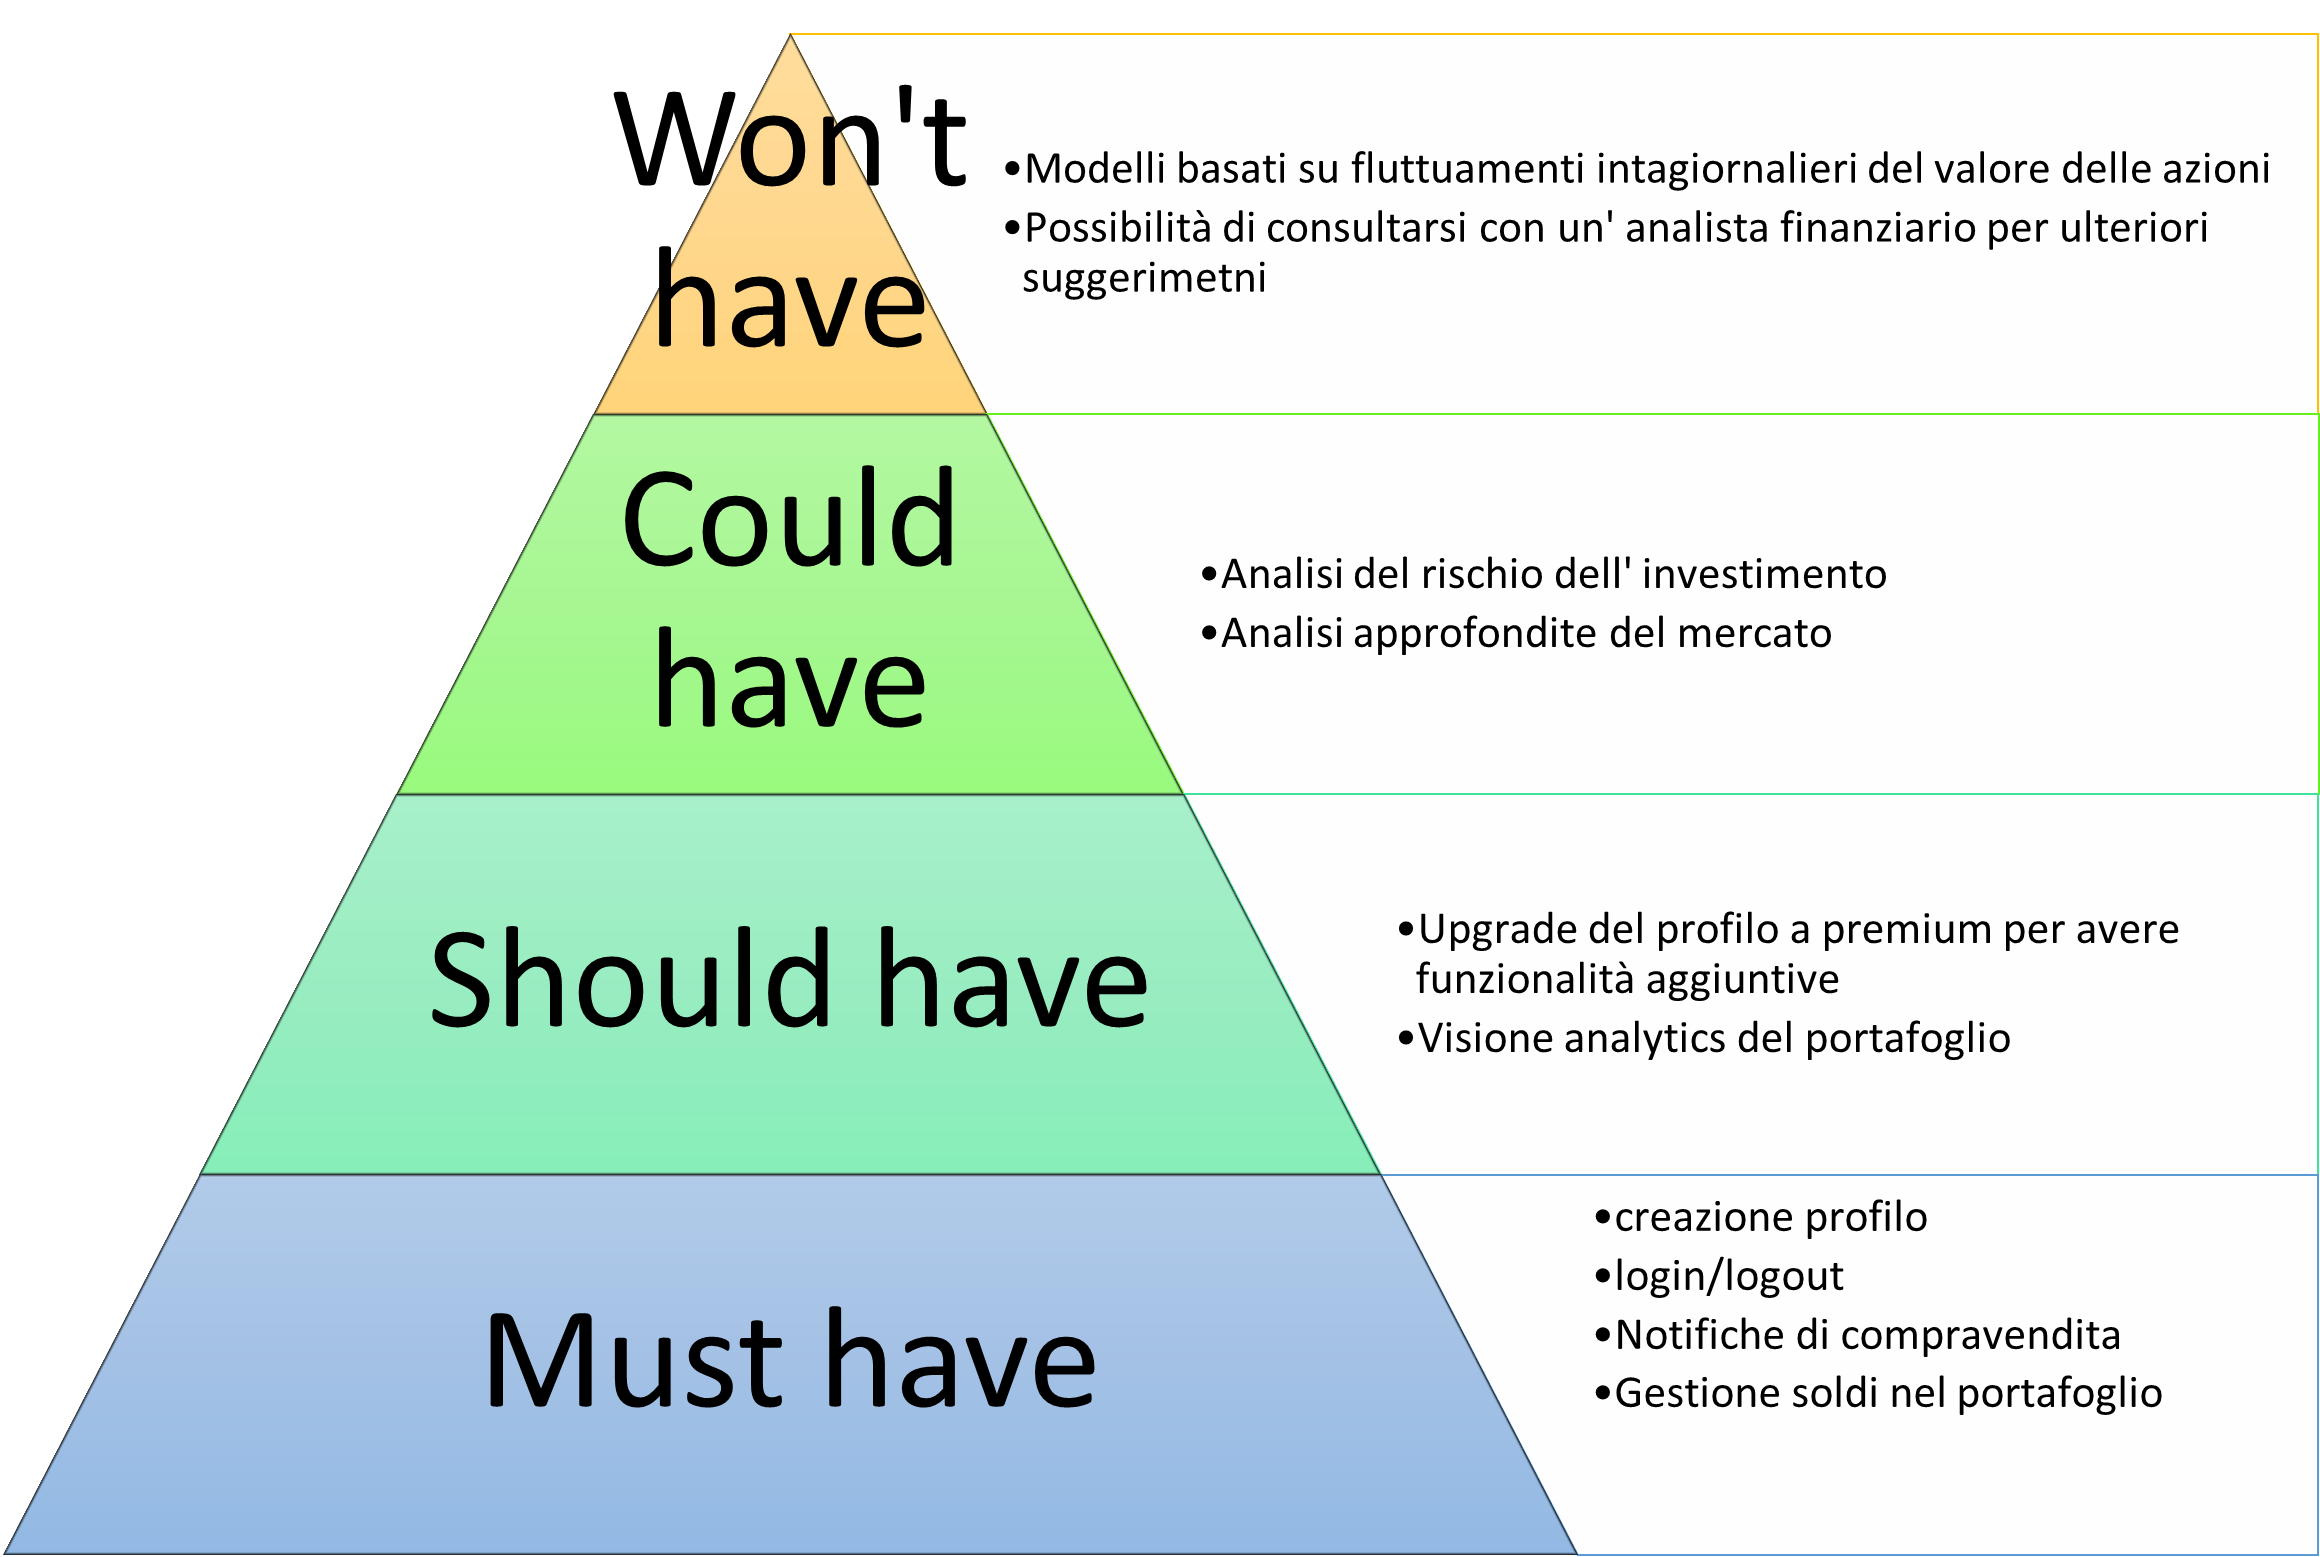 Won't
have
•Modelli basati su fluttuamenti intagiornalieri del valore delle azioni
•Possibilità di consultarsi con un' analista finanziario per ulteriori
suggerimetni
Could
have
•Analisi del rischio dell' investimento
•Analisi approfondite del mercato
Should have
•Upgrade del profilo a premium per avere
funzionalità aggiuntive
•Visione analytics del portafoglio
Must have
•creazione profilo
•login/logout
•Notifiche di compravendita
•Gestione soldi nel portafoglio